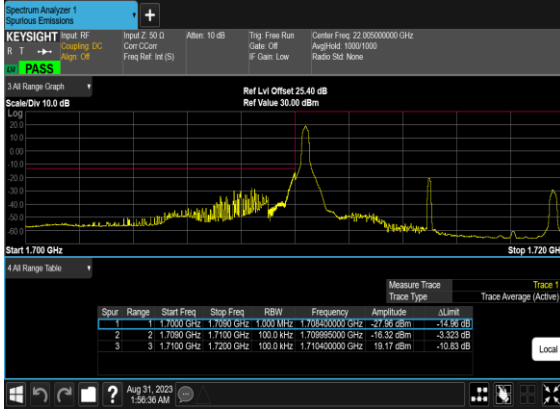 Spectrum Analyzer 1
Spurious Emissions
+
KEYSIGHT Input: RF Input Z: 50 Ω Atten: 10 dB Trig: Free Run Center Freq: 22.005000000 GHz
R T Coupling: DC Corr CCorr Gate: Off Avg|Hold: 1000/1000
Align: Off Freq Ref: Int (S) IF Gain: Low Radio Std: None
PASS
3 All Range Graph
Ref Lvl Offset 25.40 dB
Scale/Div 10.0 dB Ref Value 30.00 dBm
Log
20.0
10.0
0.00
-10.0
-20.0
-30.0
-40.0
-50.0
-60.0
Start 1.700 GHz Stop 1.720 GH
4 All Range Table
Measure Trace Trace 1
Trace Type Trace Average (Active)
Spur Range Start Freq Stop Freq RBW Frequency Amplitude ΔLimit
1 1 1.7000 GHz 1.7090 GHz 1.000 MHz 1.708400000 GHz -27.96 dBm -14.96 dB
2 2 1.7090 GHz 1.7100 GHz 100.0 kHz 1.709995000 GHz -16.32 dBm -3.323 dB
3 3 1.7100 GHz 1.7200 GHz 100.0 kHz 1.710400000 GHz 19.17 dBm -10.83 dB
Local
? Aug 31, 2023
1:56:36 AM